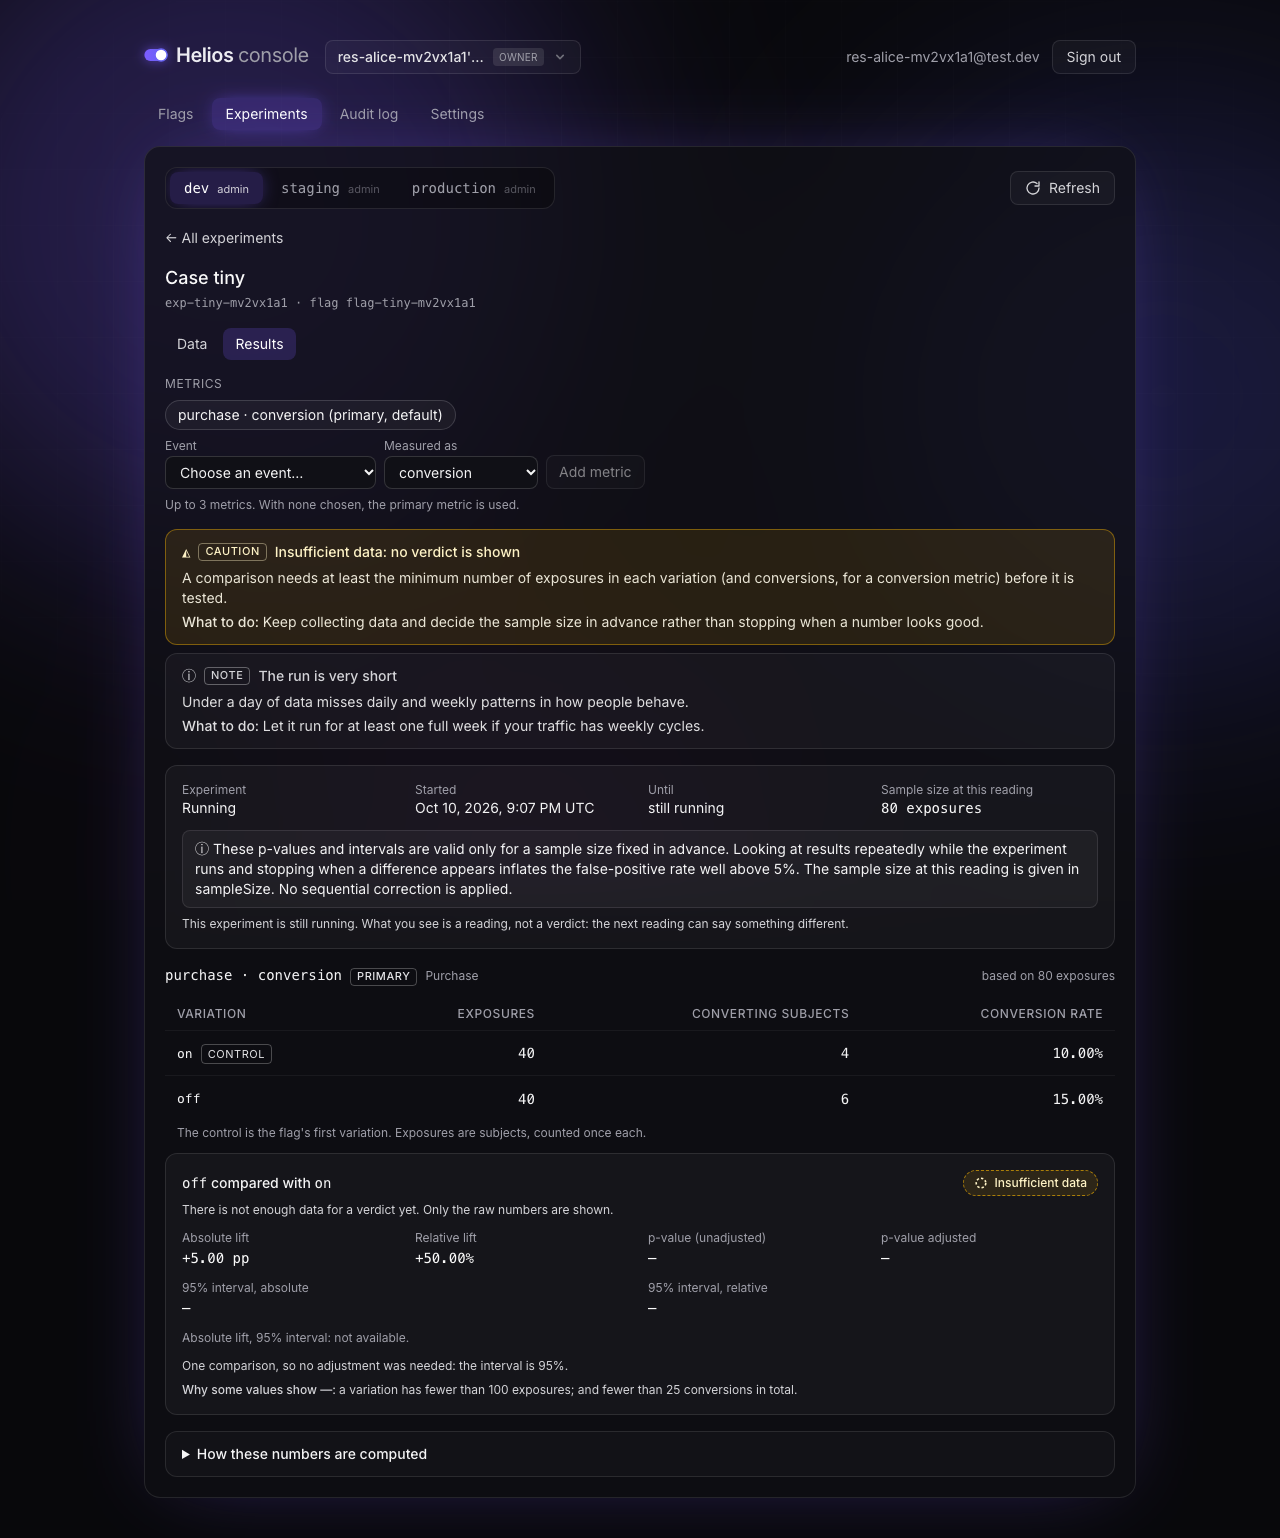 Helios console
res-alice-mv2vx1a1'... OWNER
res-alice-mv2vx1a1@test.dev
Sign out
Flags
Experiments
Audit log
Settings
dev admin
staging admin
production admin
Refresh
← All experiments
Case tiny
exp-tiny-mv2vx1a1 · flag flag-tiny-mv2vx1a1
Data
Results
METRICS
purchase · conversion (primary, default)
Event
Measured as
Choose an event...
conversion
Add metric
Up to 3 metrics. With none chosen, the primary metric is used.
CAUTION Insufficient data: no verdict is shown
A comparison needs at least the minimum number of exposures in each variation (and conversions, for a conversion metric) before it is
tested.
What to do: Keep collecting data and decide the sample size in advance rather than stopping when a number looks good.
ⓘ NOTE The run is very short
Under a day of data misses daily and weekly patterns in how people behave.
What to do: Let it run for at least one full week if your traffic has weekly cycles.
Experiment
Started
Until
Sample size at this reading
Running
Oct 10, 2026, 9:07 PM UTC
still running
80 exposures
ⓘ These p-values and intervals are valid only for a sample size fixed in advance. Looking at results repeatedly while the experiment
runs and stopping when a difference appears inflates the false-positive rate well above 5%. The sample size at this reading is given in
sampleSize. No sequential correction is applied.
This experiment is still running. What you see is a reading, not a verdict: the next reading can say something different.
purchase · conversion PRIMARY Purchase
based on 80 exposures
VARIATION EXPOSURES CONVERTING SUBJECTS CONVERSION RATE
on CONTROL 40 4 10.00%
off 40 6 15.00%
The control is the flag's first variation. Exposures are subjects, counted once each.
off compared with on
Insufficient data
There is not enough data for a verdict yet. Only the raw numbers are shown.
Absolute lift
Relative lift
p-value (unadjusted)
p-value adjusted
+5.00 pp
+50.00%
—
—
95% interval, absolute
95% interval, relative
—
—
Absolute lift, 95% interval: not available.
One comparison, so no adjustment was needed: the interval is 95%.
Why some values show —: a variation has fewer than 100 exposures; and fewer than 25 conversions in total.
▶ How these numbers are computed